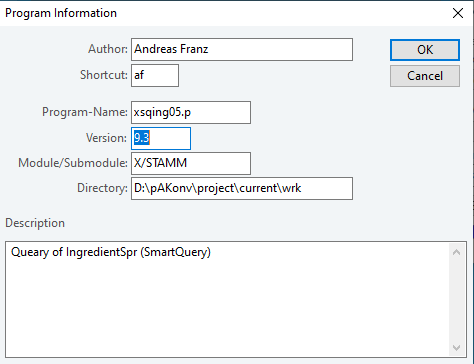 Program Information
Author: Andreas Franz
OK
Shortcut: af
Cancel
Program-Name: xsqing05.p
Version: 9.3
Module/Submodule: X/STAMM
Directory: D:\pAKonv\project\current\wrk
Description
Queary of IngredientSpr (SmartQuery)